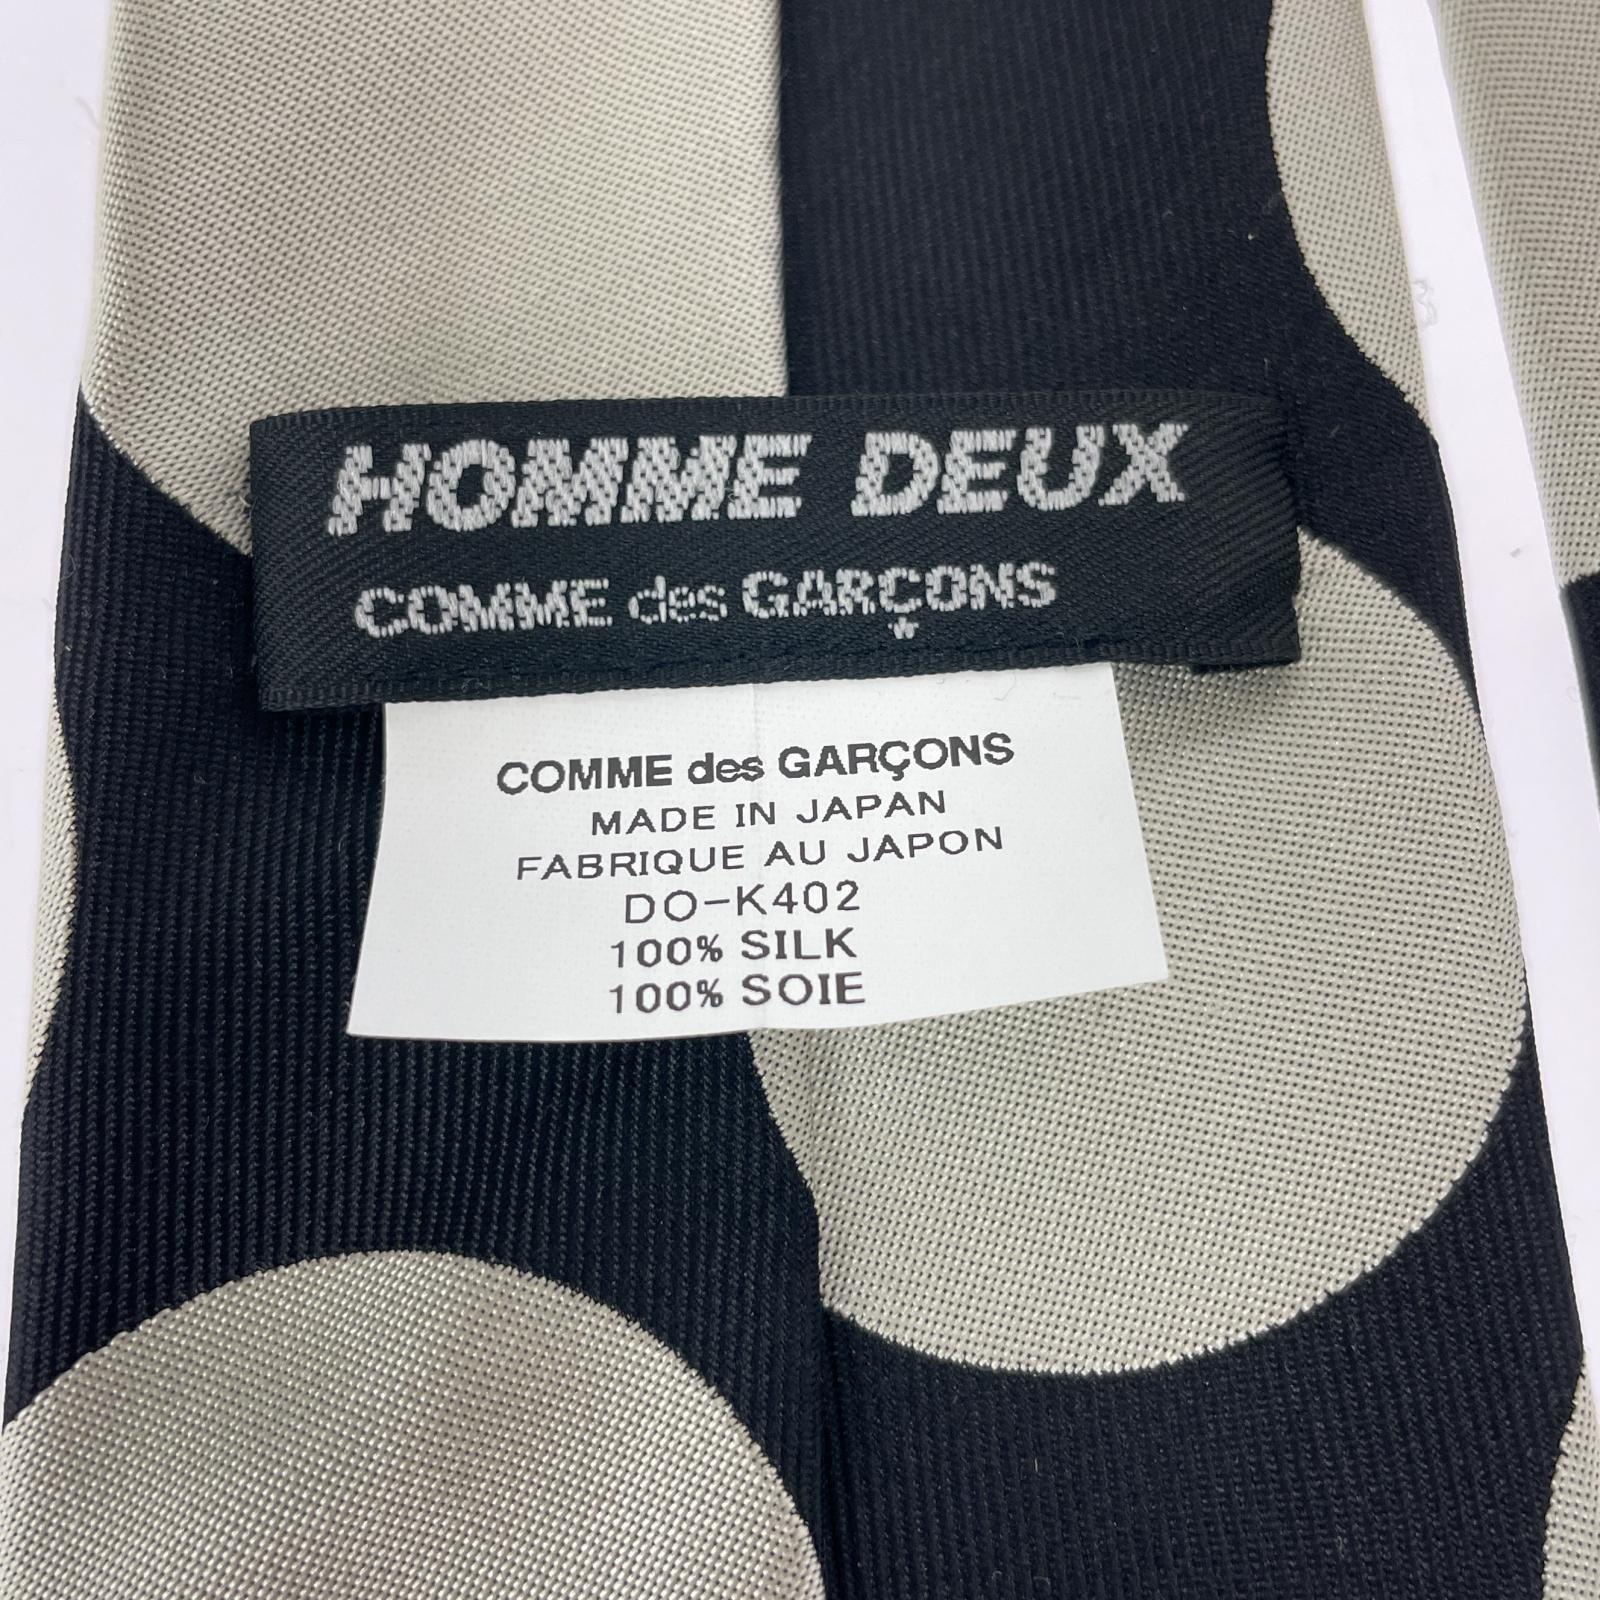 HOMME DEUX
COMME des GARÇONS
COMME des GARÇONS
MADE IN JAPAN
FABRIQUE AU JAPON
DO-K402
100% SILK
100% SOIE